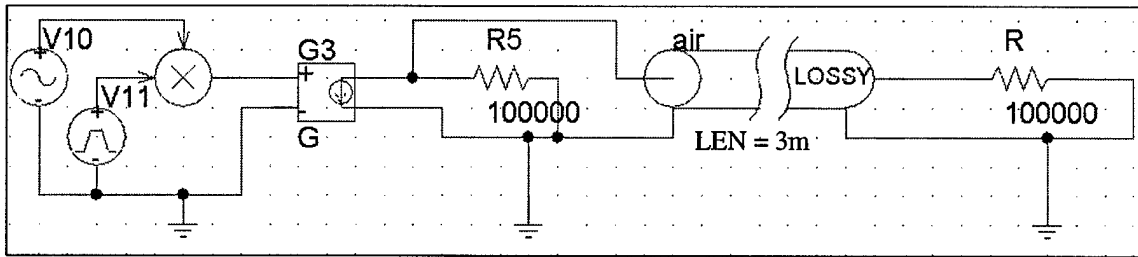 V10
V11
G3
G
R5
100000
air
LOSSY
LEN = 3m
R
100000